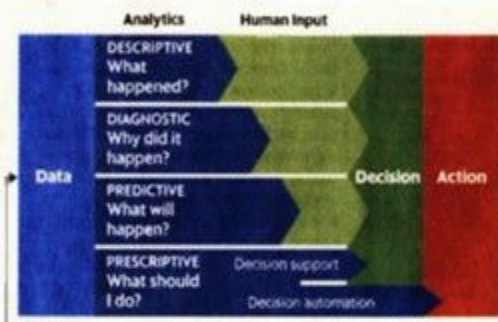 Analytics Human Input
DESCRIPTIVE
What
happened?
DIAGNOSTIC
Why did it
happen?
Data
Decision Action
PREDICTIVE
What will
happen?
PRESCRIPTIVE
What should
I do?
Decision support
Decision automation